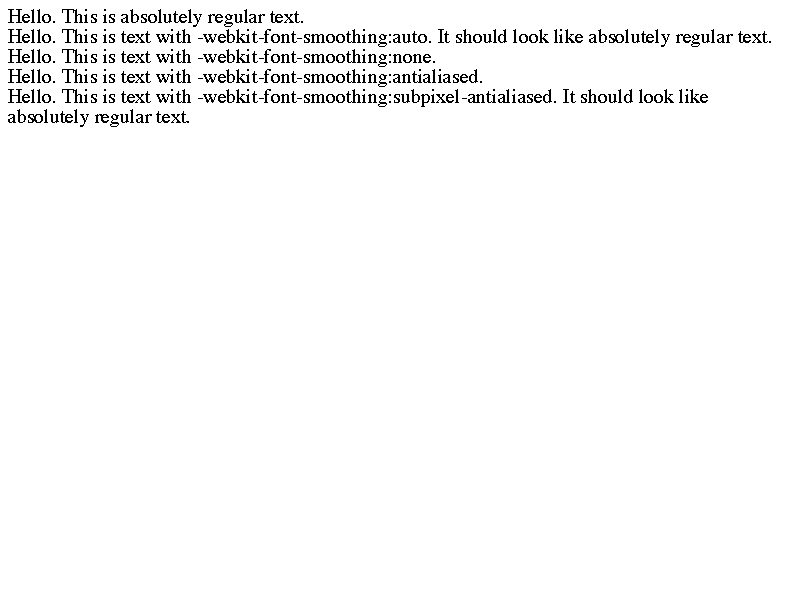 Hello. This is absolutely regular text.
Hello. This is text with -webkit-font-smoothing:auto. It should look like absolutely regular text.
Hello. This is text with -webkit-font-smoothing:none.
Hello. This is text with -webkit-font-smoothing:antialiased.
Hello. This is text with -webkit-font-smoothing:subpixel-antialiased. It should look like
absolutely regular text.